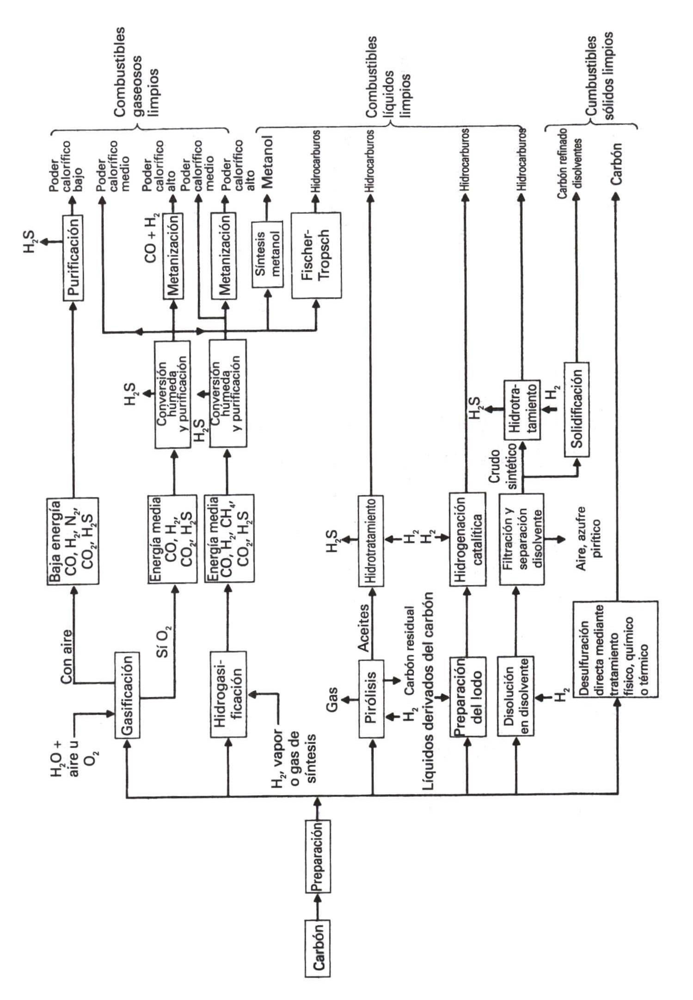 Carbón
Preparación
H₂O +
aire u
O₂
Gasificación
Con aire
Sí O₂
Baja energía
CO, H₂, N₂,
CO₂, H₂S
Purificación
H₂S
Poder
calorífico
bajo
Poder
calorífico
medio
Energía media
CO, H₂,
CO₂, H₂S
H₂S
Conversión
húmeda
y purificación
CO + H₂
Metanización
Poder
calorífico
alto
Poder
calorífico
medio
Hidrogasi-
ficación
H₂, vapor
o gas de
síntesis
Energía media
CO, H₂, CH₄,
CO₂, H₂S
H₂S
Conversión
húmeda
y purificación
Metanización
Poder
calorífico
alto
Síntesis
metanol
Metanol
Fischer-
Tropsch
Hidrocarburos
Combustibles
gaseosos
limpios
Gas
Pirólisis
H₂
Carbón residual
Aceites
H₂S
Hidrotratamiento
H₂
Hidrocarburos
Líquidos derivados del carbón
Preparación
del lodo
H₂
Hidrogenación
catalítica
Hidrocarburos
Disolución
en disolvente
H₂
Filtración y
separación
disolvente
Aire, azufre
pirítico
Crudo
sintético
H₂S
Hidrotra-
tamiento
H₂
Hidrocarburos
Combustibles
líquidos
limpios
Solidificación
Carbón refinado
disolventes
Desulfuración
directa mediante
tratamiento
físico, químico
o térmico
Carbón
Cumbustibles
sólidos limpios